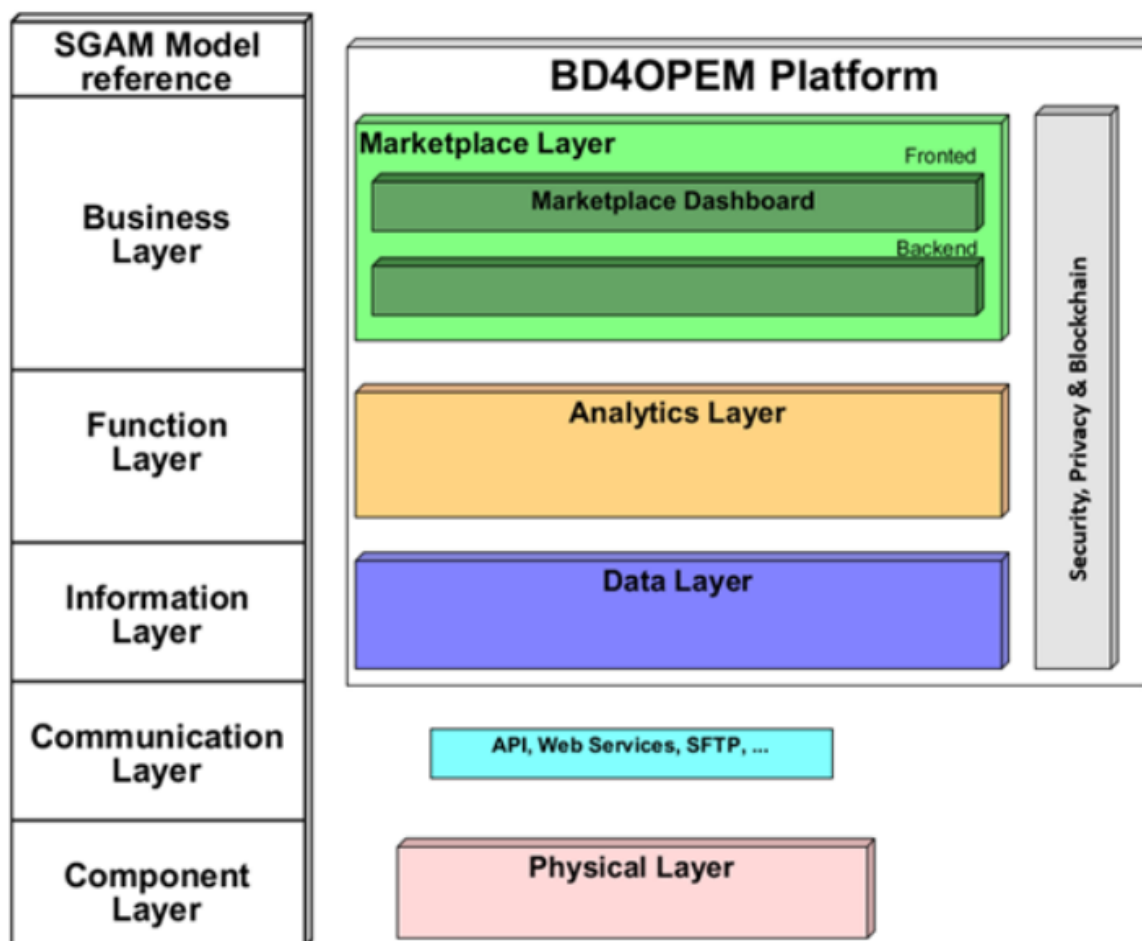 SGAM Model
reference
Business
Layer
Function
Layer
Information
Layer
Communication
Layer
Component
Layer
BD4OPEM Platform
Marketplace Layer
Fronted
Marketplace Dashboard
Backend
Analytics Layer
Data Layer
Security, Privacy & Blockchain
API, Web Services, SFTP, ...
Physical Layer